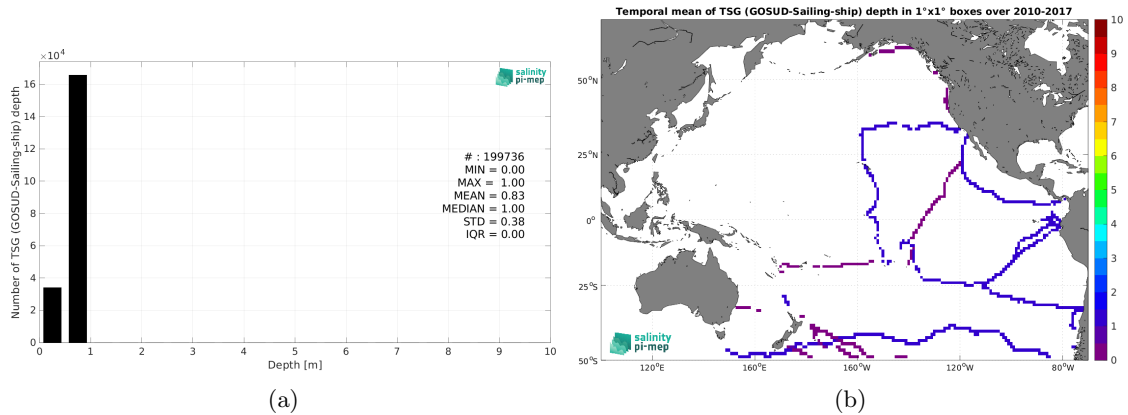 ×10⁴
16
14
12
10
8
6
4
2
0
Number of TSG (GOSUD-Sailing-ship) depth
0 1 2 3 4 5 6 7 8 9 10
Depth [m]
salinity
pi-mep
# : 199736
MIN = 0.00
MAX = 1.00
MEAN = 0.83
MEDIAN = 1.00
STD = 0.38
IQR = 0.00
(a)
Temporal mean of TSG (GOSUD-Sailing-ship) depth in 1°x1° boxes over 2010-2017
50°N
25°N
0°
25°S
50°S
120°W 160°W 160°W 120°W 80°W
salinity
pi-mep
10
9
8
7
6
5
4
3
2
1
0
(b)